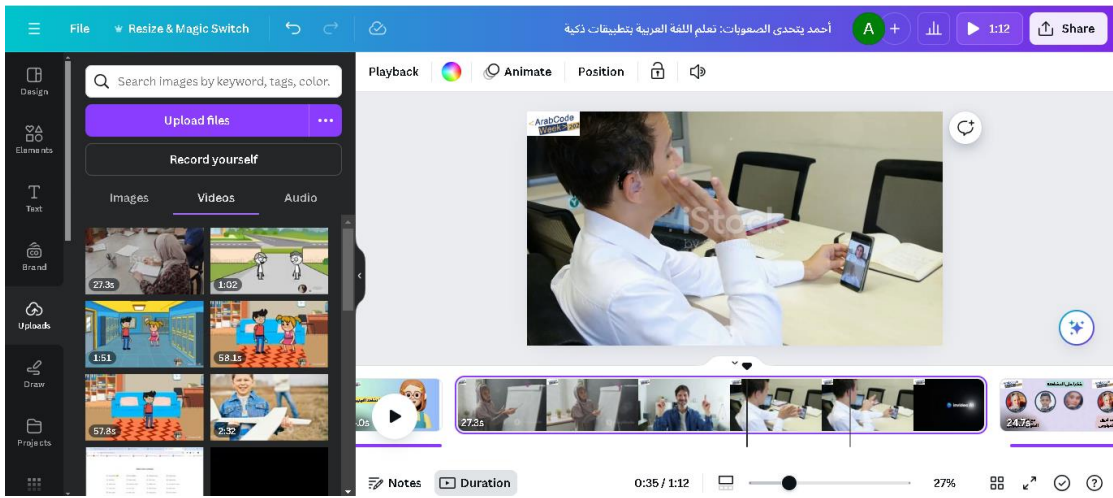 File
Resize & Magic Switch
أحمد يتحدى الصعوبات: تعلم اللغة العربية بتطبيقات ذكية
A
+
1:12
Share
Design
Elements
Text
Brand
Uploads
Draw
Projects
Search images by keyword, tags, color.
Upload files
Record yourself
Images Videos Audio
27.3s
1:02
1:51
58.1s
57.8s
2:32
Playback
Animate
Position
<ArabCode
Week>
iStock
27.3s
24.7s
Notes
Duration
0:35 / 1:12
27%